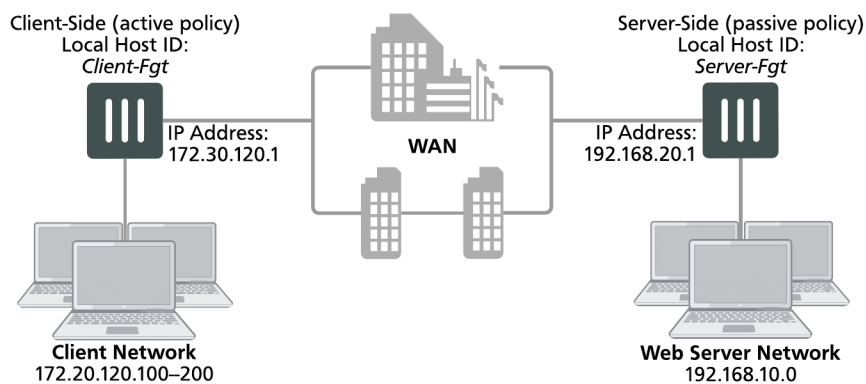 Client-Side (active policy)
Local Host ID:
Client-Fgt
IP Address:
172.30.120.1
Client Network
172.20.120.100–200
WAN
Server-Side (passive policy)
Local Host ID:
Server-Fgt
IP Address:
192.168.20.1
Web Server Network
192.168.10.0